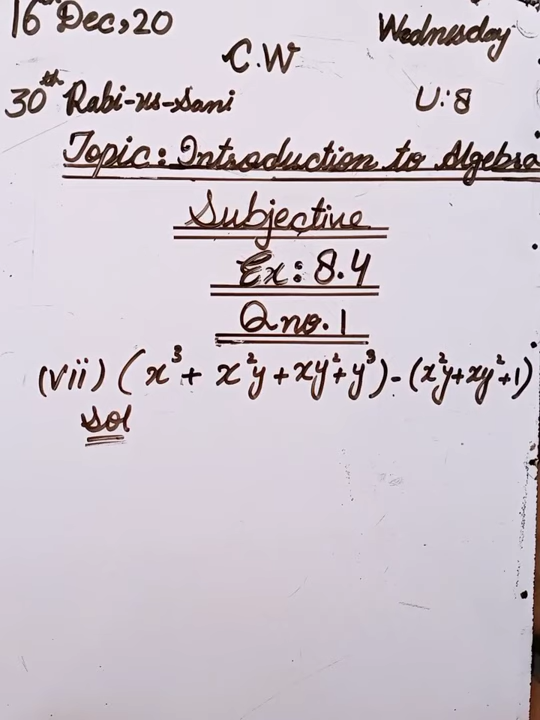 16th Dec, 20 Wednesday
C.W
30th Rabi-us-Sani U:8
Topic: Introduction to Algebra
Subjective
Ex: 8.4
Q no. 1
(vii) (x³ + x²y + xy² + y³) - (x²y + xy² + 1)
Sol